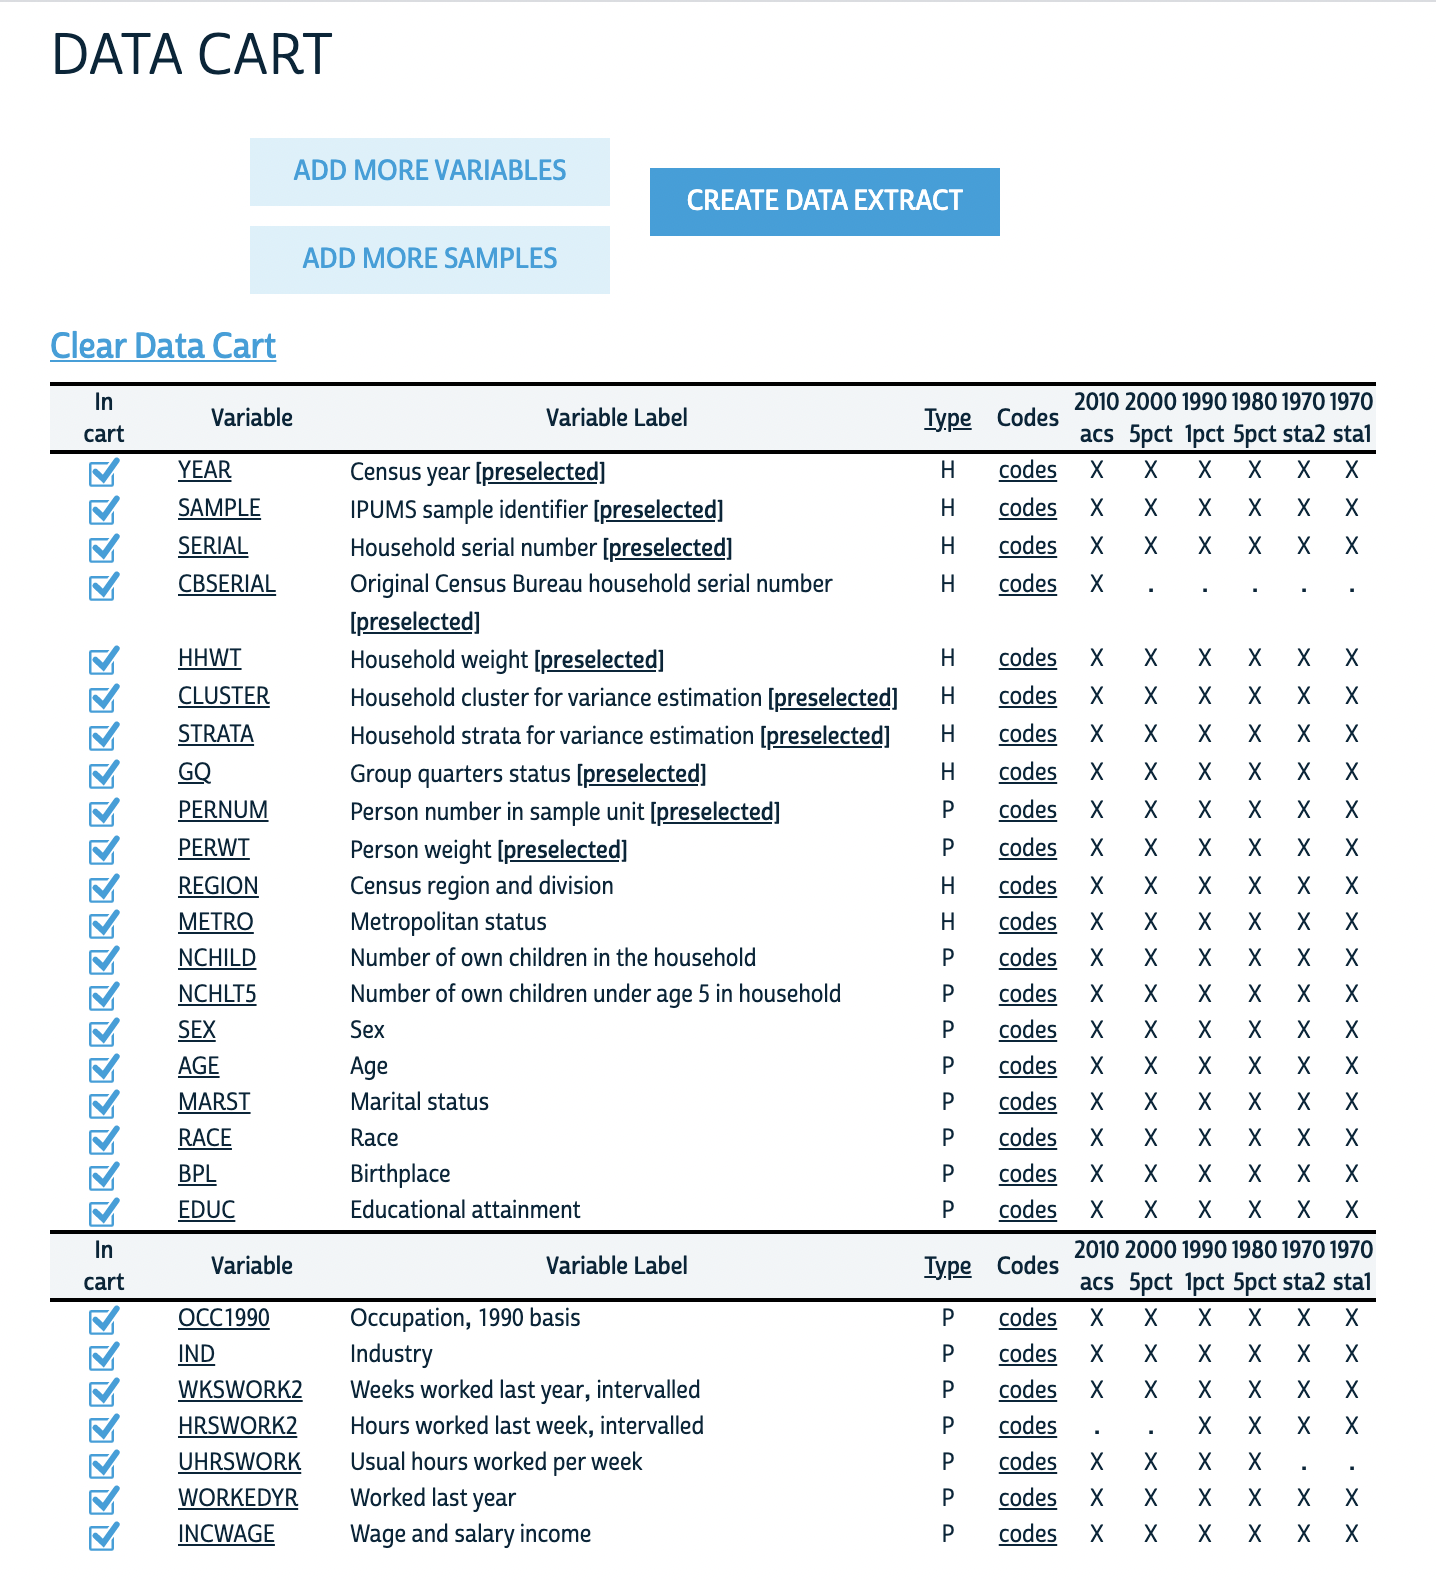 DATA CART
ADD MORE VARIABLES
CREATE DATA EXTRACT
ADD MORE SAMPLES
Clear Data Cart
In cart Variable Variable Label Type Codes 2010 acs 2000 5pct 1990 1pct 1980 5pct 1970 sta2 1970 sta1
YEAR Census year [preselected] H codes X X X X X X
SAMPLE IPUMS sample identifier [preselected] H codes X X X X X X
SERIAL Household serial number [preselected] H codes X X X X X X
CBSERIAL Original Census Bureau household serial number H codes X . . . . .
[preselected]
HHWT Household weight [preselected] H codes X X X X X X
CLUSTER Household cluster for variance estimation [preselected] H codes X X X X X X
STRATA Household strata for variance estimation [preselected] H codes X X X X X X
GQ Group quarters status [preselected] H codes X X X X X X
PERNUM Person number in sample unit [preselected] P codes X X X X X X
PERWT Person weight [preselected] P codes X X X X X X
REGION Census region and division H codes X X X X X X
METRO Metropolitan status H codes X X X X X X
NCHILD Number of own children in the household P codes X X X X X X
NCHLT5 Number of own children under age 5 in household P codes X X X X X X
SEX Sex P codes X X X X X X
AGE Age P codes X X X X X X
MARST Marital status P codes X X X X X X
RACE Race P codes X X X X X X
BPL Birthplace P codes X X X X X X
EDUC Educational attainment P codes X X X X X X
In cart Variable Variable Label Type Codes 2010 acs 2000 5pct 1990 1pct 1980 5pct 1970 sta2 1970 sta1
OCC1990 Occupation, 1990 basis P codes X X X X X X
IND Industry P codes X X X X X X
WKSWORK2 Weeks worked last year, intervalled P codes X X X X X X
HRSWORK2 Hours worked last week, intervalled P codes . . X X X X
UHRSWORK Usual hours worked per week P codes X X X X . .
WORKEDYR Worked last year P codes X X X X X X
INCWAGE Wage and salary income P codes X X X X X X